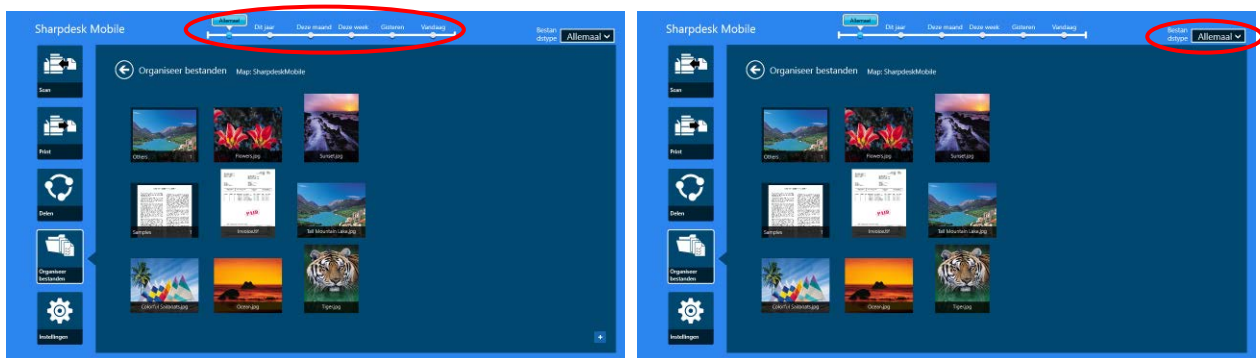 Sharpdesk Mobile
Allemaal Dit jaar Deze maand Deze week Gisteren Vandaag
Bestan
dstype Allemaal
Organiseer bestanden Map: SharpdeskMobile
Scan
Others
Flowers.jpg
Sunset.jpg
Print
Delen
Samples
Invoice.tif
Tall Mountain Lake.jpg
Organiseer
bestanden
Colorful Sailboats.jpg
Ocean.jpg
Tiger.jpg
Instellingen
Sharpdesk Mobile
Allemaal Dit jaar Deze maand Deze week Gisteren Vandaag
Bestan
dstype Allemaal
Organiseer bestanden Map: SharpdeskMobile
Scan
Others
Flowers.jpg
Sunset.jpg
Print
Delen
Samples
Invoice.tif
Tall Mountain Lake.jpg
Organiseer
bestanden
Colorful Sailboats.jpg
Ocean.jpg
Tiger.jpg
Instellingen